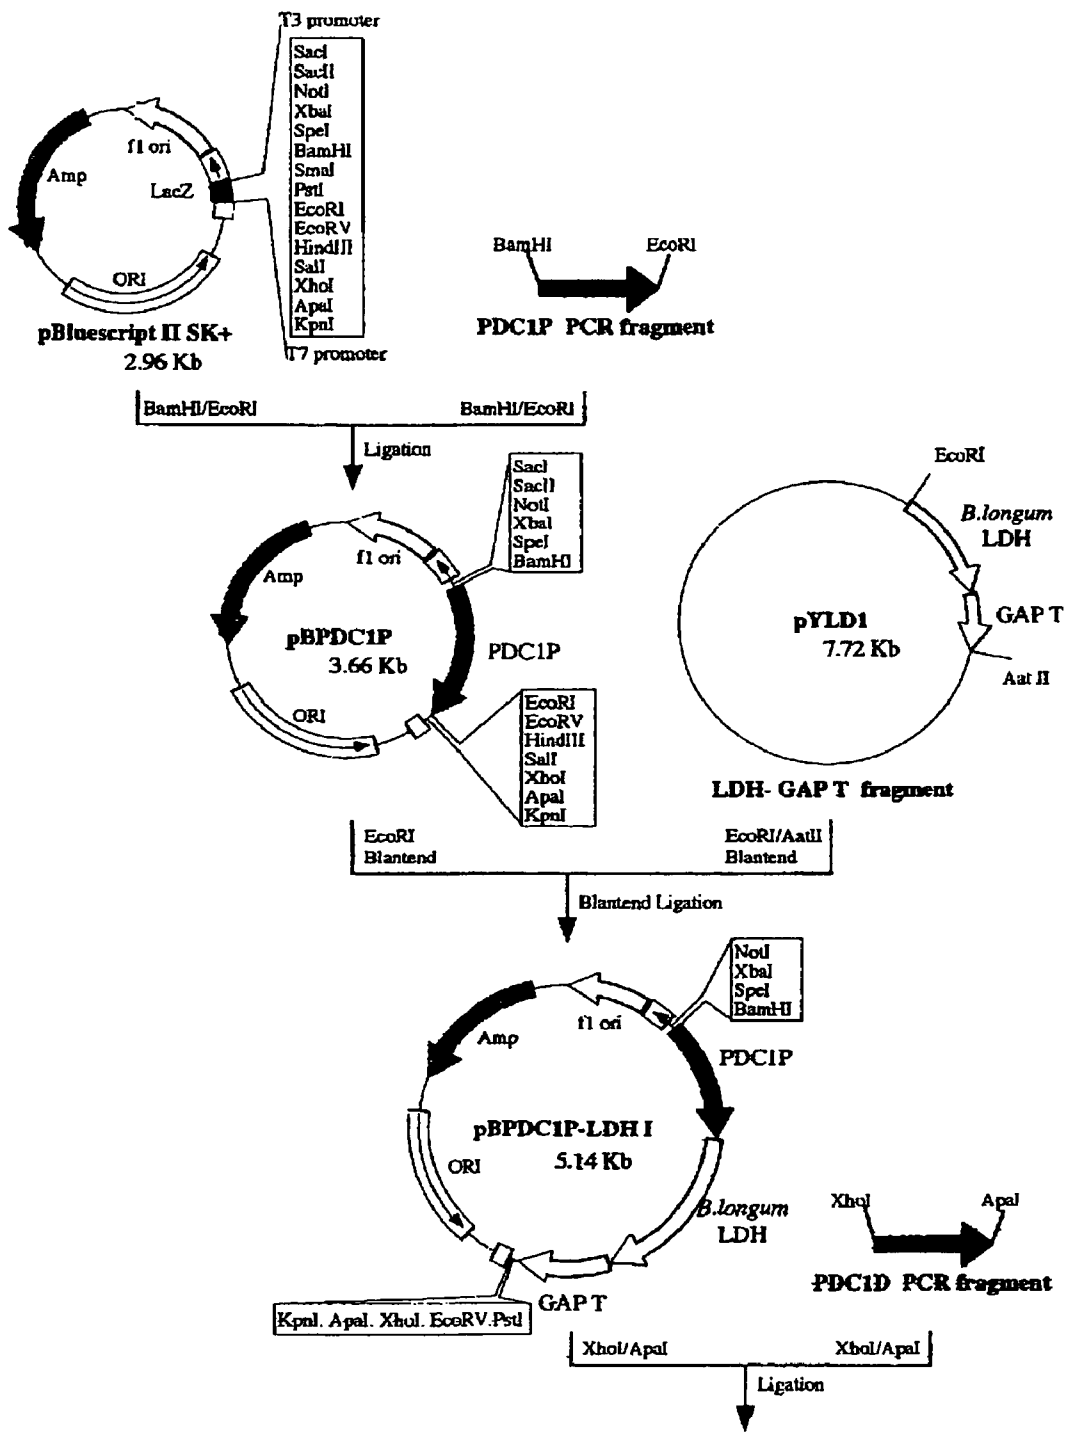 T3 promoter
SacI
SacII
NotI
XbaI
SpeI
BamHI
SmaI
PstI
EcoRI
EcoRV
HindIII
SalI
XhoI
ApaI
KpnI
T7 promoter
f1 ori
Amp
LacZ
ORI
pBluescript II SK+
2.96 Kb
BamHI
EcoRI
PDC1P PCR fragment
BamHI/EcoRI
BamHI/EcoRI
Ligation
SacI
SacII
NotI
XbaI
SpeI
BamHI
f1 ori
Amp
pBPDC1P
3.66 Kb
PDC1P
ORI
EcoRI
EcoRV
HindIII
SalI
XhoI
ApaI
KpnI
EcoRI
B.longum
LDH
GAP T
pYLD1
7.72 Kb
Aat II
LDH- GAP T fragment
EcoRI
Blantend
EcoRI/AatII
Blantend
Blantend Ligation
NotI
XbaI
SpeI
BamHI
f1 ori
Amp
PDC1P
pBPDC1P-LDH I
5.14 Kb
ORI
B.longum
LDH
GAP T
KpnI. ApaI. XhoI. EcoRV.PstI
XhoI
ApaI
PDC1D PCR fragment
XhoI/ApaI
XhoI/ApaI
Ligation